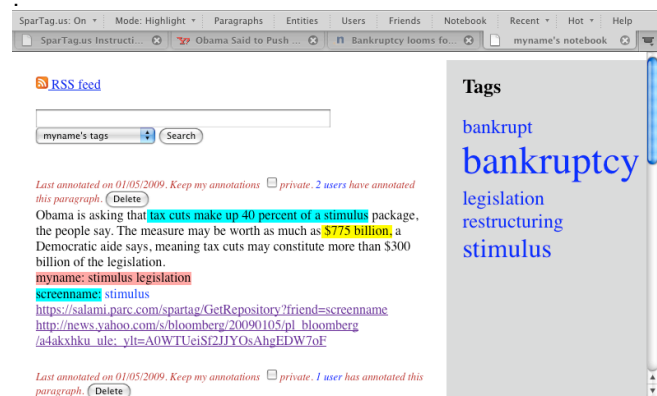 SparTag.us: On Mode: Highlight Paragraphs Entities Users Friends Notebook Recent Hot Help
SparTag.us Instructi... Obama Said to Push ... Bankruptcy looms fo... myname's notebook
RSS feed
myname's tags Search
Last annotated on 01/05/2009. Keep my annotations private. 2 users have annotated
this paragraph. Delete
Obama is asking that tax cuts make up 40 percent of a stimulus package,
the people say. The measure may be worth as much as $775 billion, a
Democratic aide says, meaning tax cuts may constitute more than $300
billion of the legislation.
myname: stimulus legislation
screenname: stimulus
https://salami.parc.com/spartag/GetRepository?friend=screenname
http://news.yahoo.com/s/bloomberg/20090105/pl_bloomberg
/a4akxhku_ule;_ylt=A0WTUeiSf2JJYOsAhgEDW7oF
Last annotated on 01/05/2009. Keep my annotations private. 1 user has annotated this
paragraph. Delete
Tags
bankrupt
bankruptcy
legislation
restructuring
stimulus